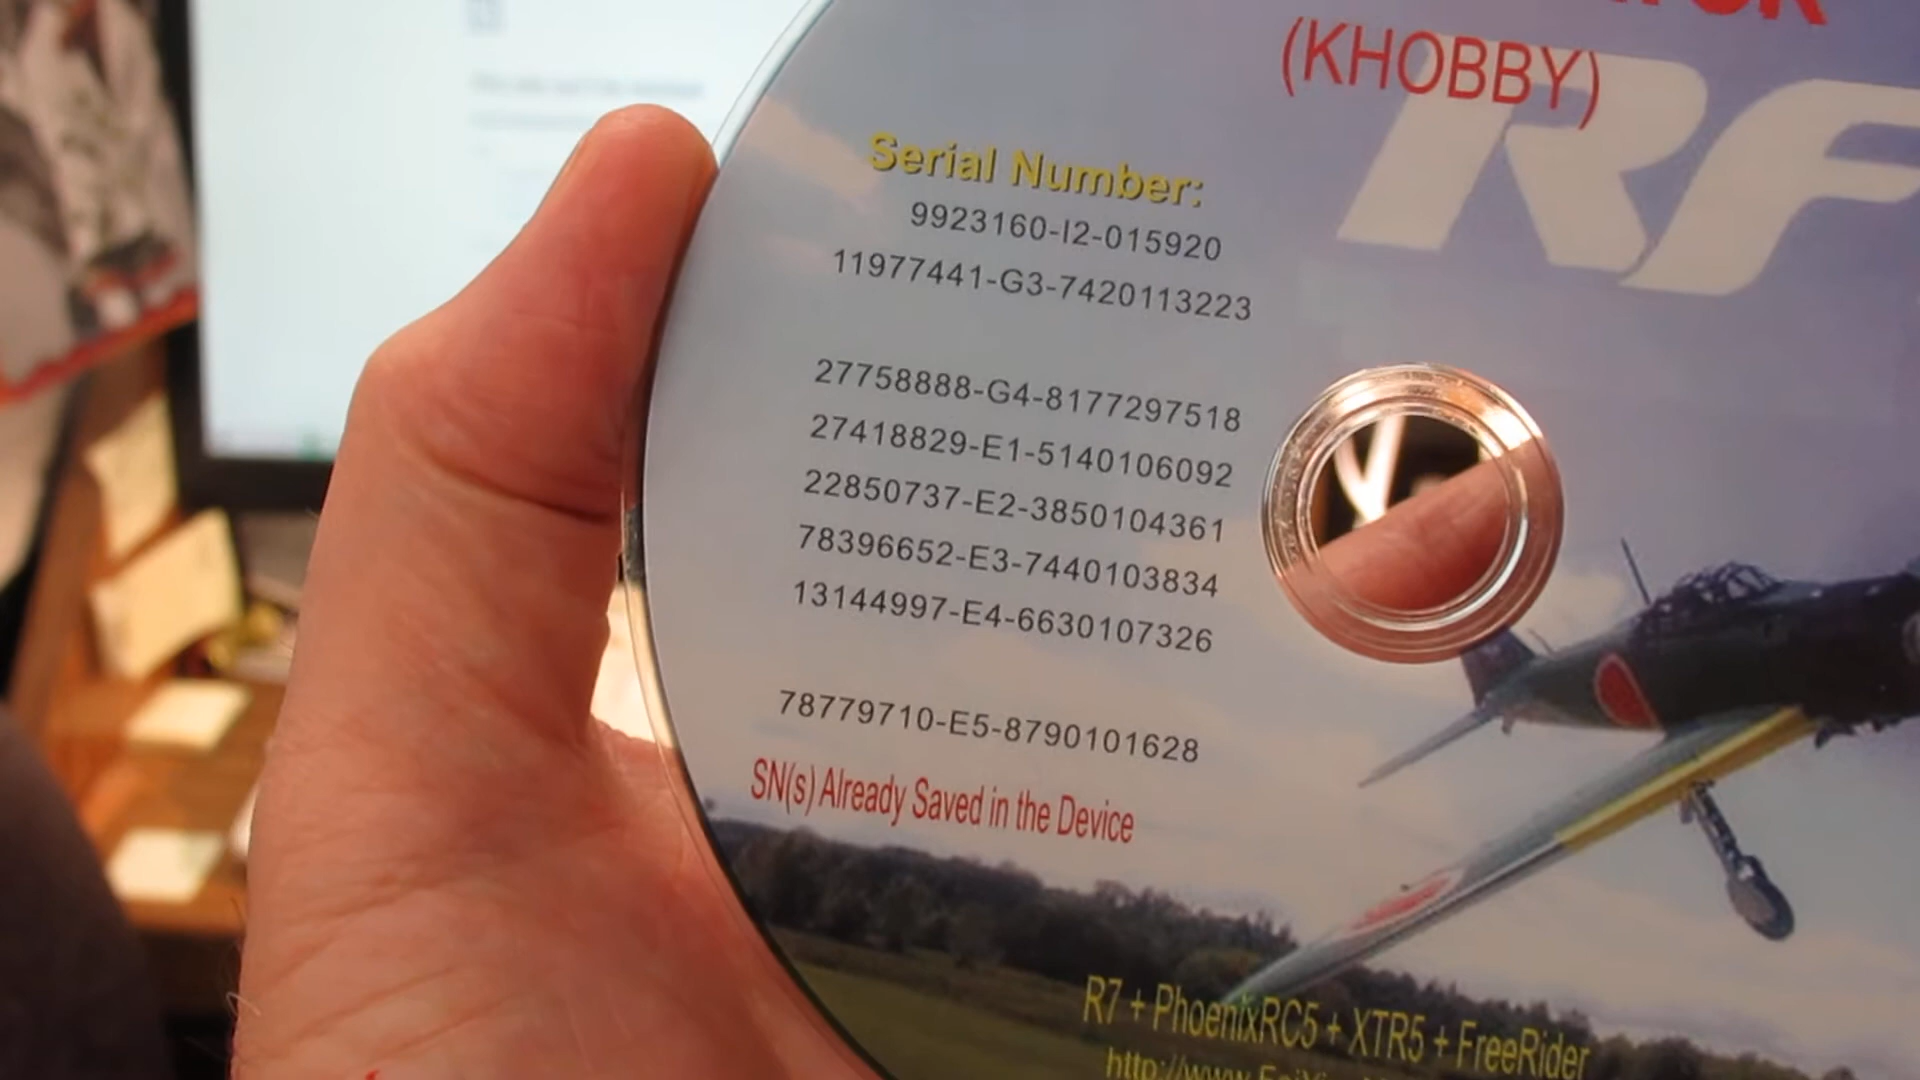 (KHOBBY)
RF
Serial Number:
9923160-I2-015920
11977441-G3-7420113223
27758888-G4-8177297518
27418829-E1-5140106092
22850737-E2-3850104361
78396652-E3-7440103834
13144997-E4-6630107326
78779710-E5-8790101628
SN(s) Already Saved in the Device
R7 + PhoenixRC5 + XTR5 + FreeRider